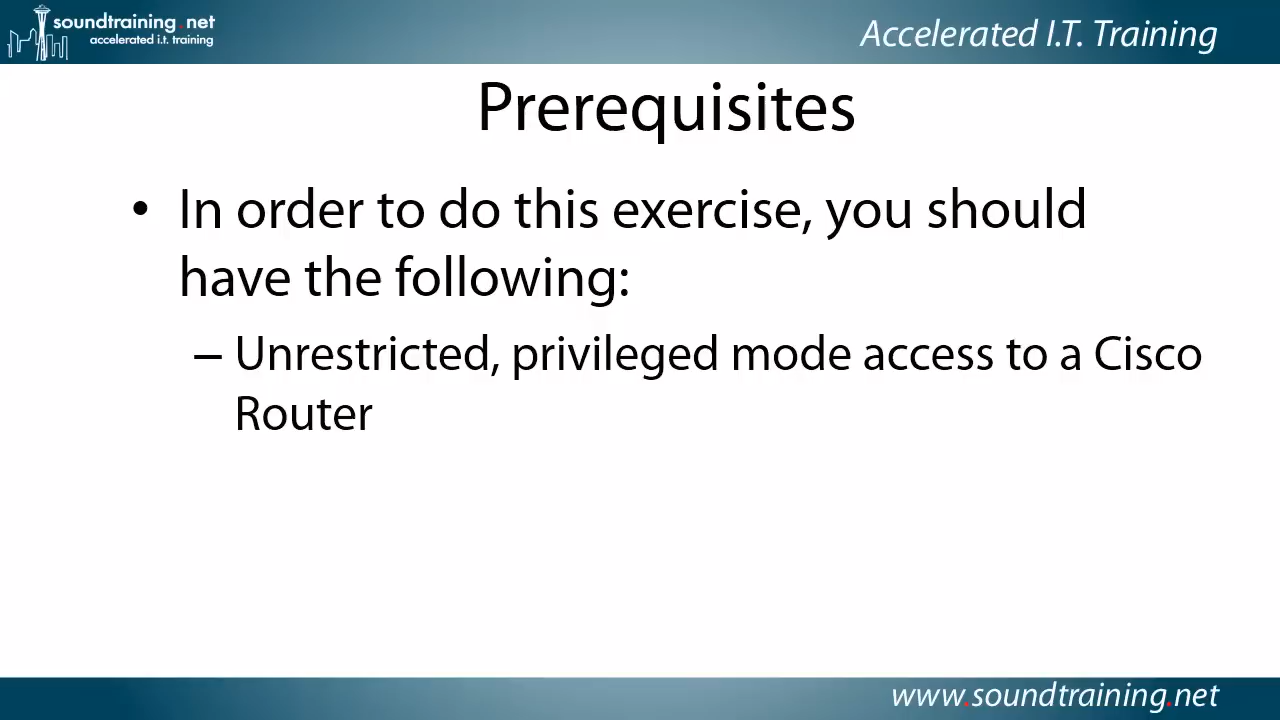 soundtraining.net
accelerated i.t. training
Accelerated I.T. Training
Prerequisites
• In order to do this exercise, you should
have the following:
– Unrestricted, privileged mode access to a Cisco
Router
www.soundtraining.net